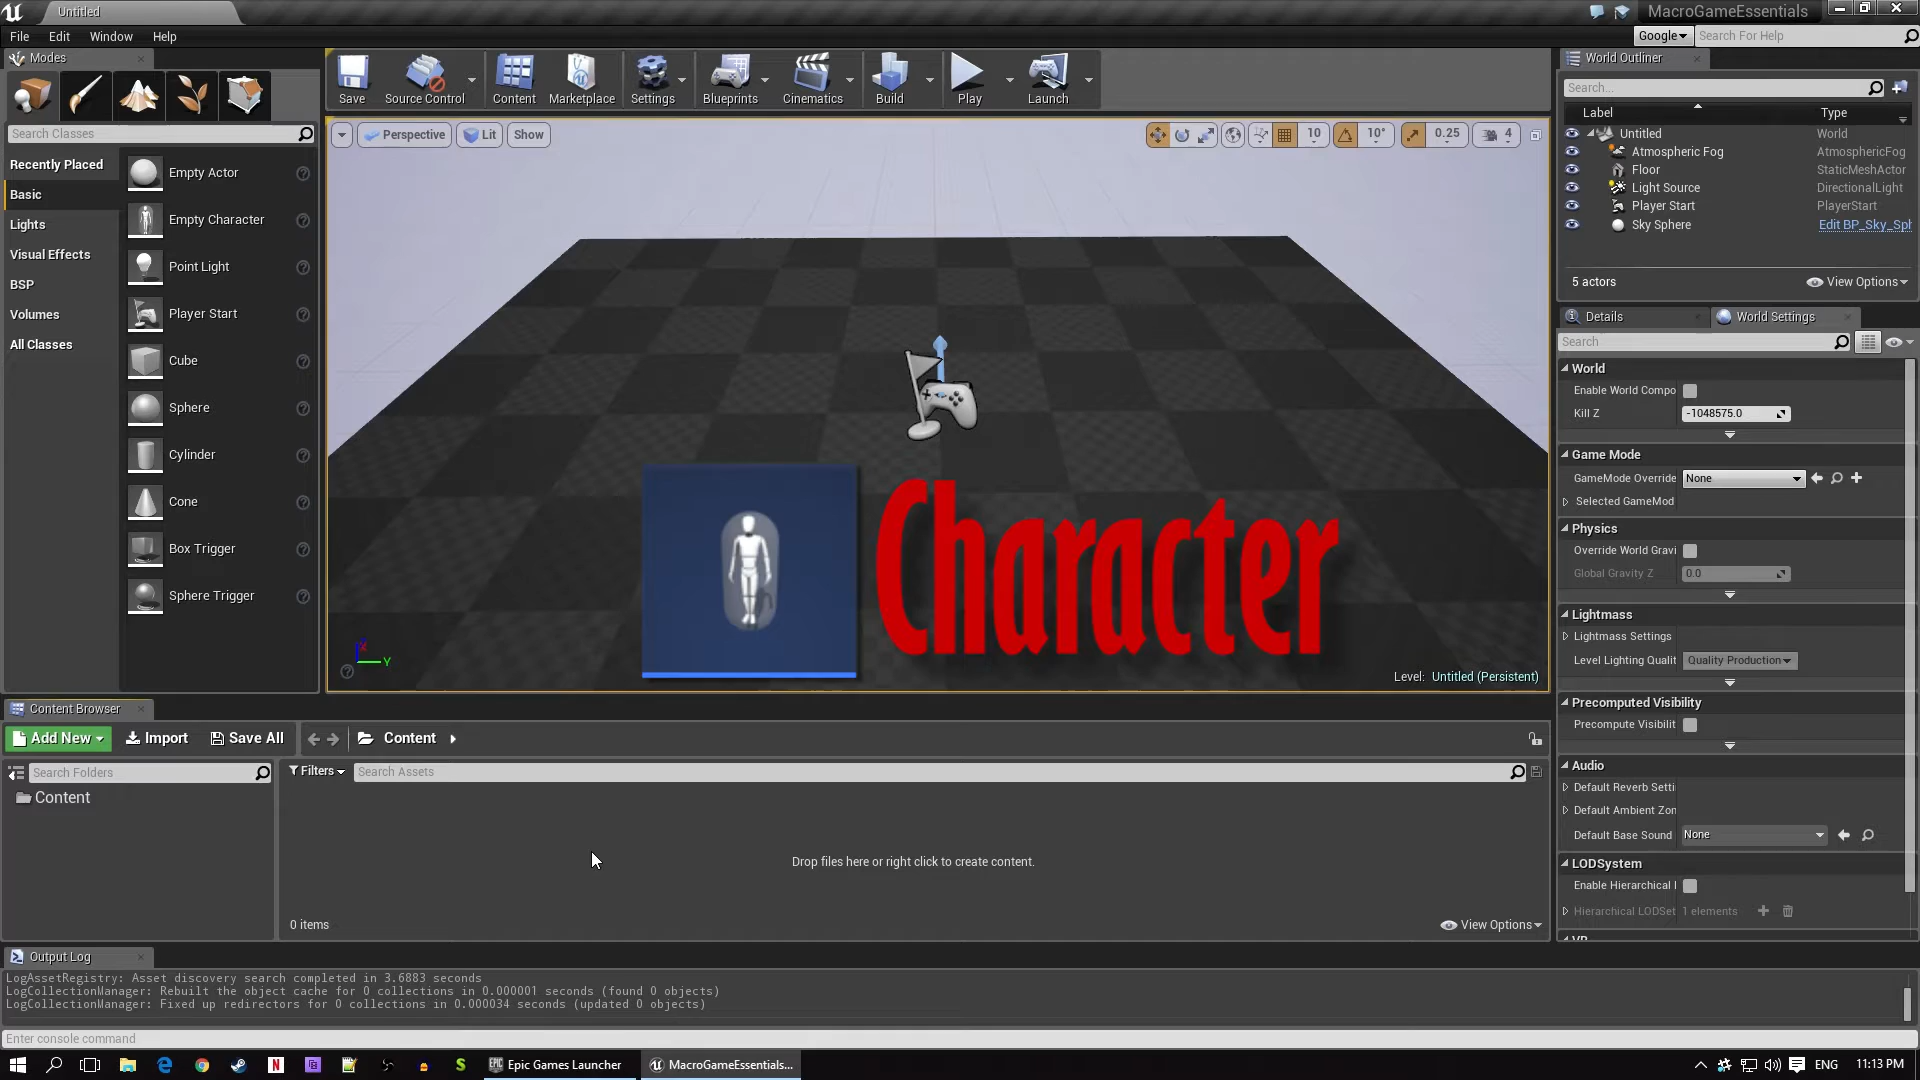 Untitled
MacroGameEssentials
File Edit Window Help
Google
Search For Help
Modes
Search Classes
Recently Placed
Basic
Lights
Visual Effects
BSP
Volumes
All Classes
Empty Actor
Empty Character
Point Light
Player Start
Cube
Sphere
Cylinder
Cone
Box Trigger
Sphere Trigger
Save
Source Control
Content
Marketplace
Settings
Blueprints
Cinematics
Build
Play
Launch
Perspective
Lit
Show
10
10°
0.25
4
Character
Y
Level: Untitled (Persistent)
World Outliner
Search...
Label Type
Untitled World
Atmospheric Fog AtmosphericFog
Floor StaticMeshActor
Light Source DirectionalLight
Player Start PlayerStart
Sky Sphere Edit BP_Sky_Sph
5 actors
View Options
Details
World Settings
Search
World
Enable World Compo
Kill Z -1048575.0
Game Mode
GameMode Override None
Selected GameMod
Physics
Override World Gravi
Global Gravity Z 0.0
Lightmass
Lightmass Settings
Level Lighting Qualit Quality Production
Precomputed Visibility
Precompute Visibilit
Audio
Default Reverb Setti
Default Ambient Zon
Default Base Sound None
LODSystem
Enable Hierarchical I
Hierarchical LODSet 1 elements
VR
Content Browser
Add New Import Save All Content
Search Folders
Content
Filters
Search Assets
Drop files here or right click to create content.
0 items
View Options
Output Log
LogAssetRegistry: Asset discovery search completed in 3.6883 seconds
LogCollectionManager: Rebuilt the object cache for 0 collections in 0.000001 seconds (found 0 objects)
LogCollectionManager: Fixed up redirectors for 0 collections in 0.000034 seconds (updated 0 objects)
Enter console command
Epic Games Launcher
MacroGameEssentials...
ENG
11:13 PM